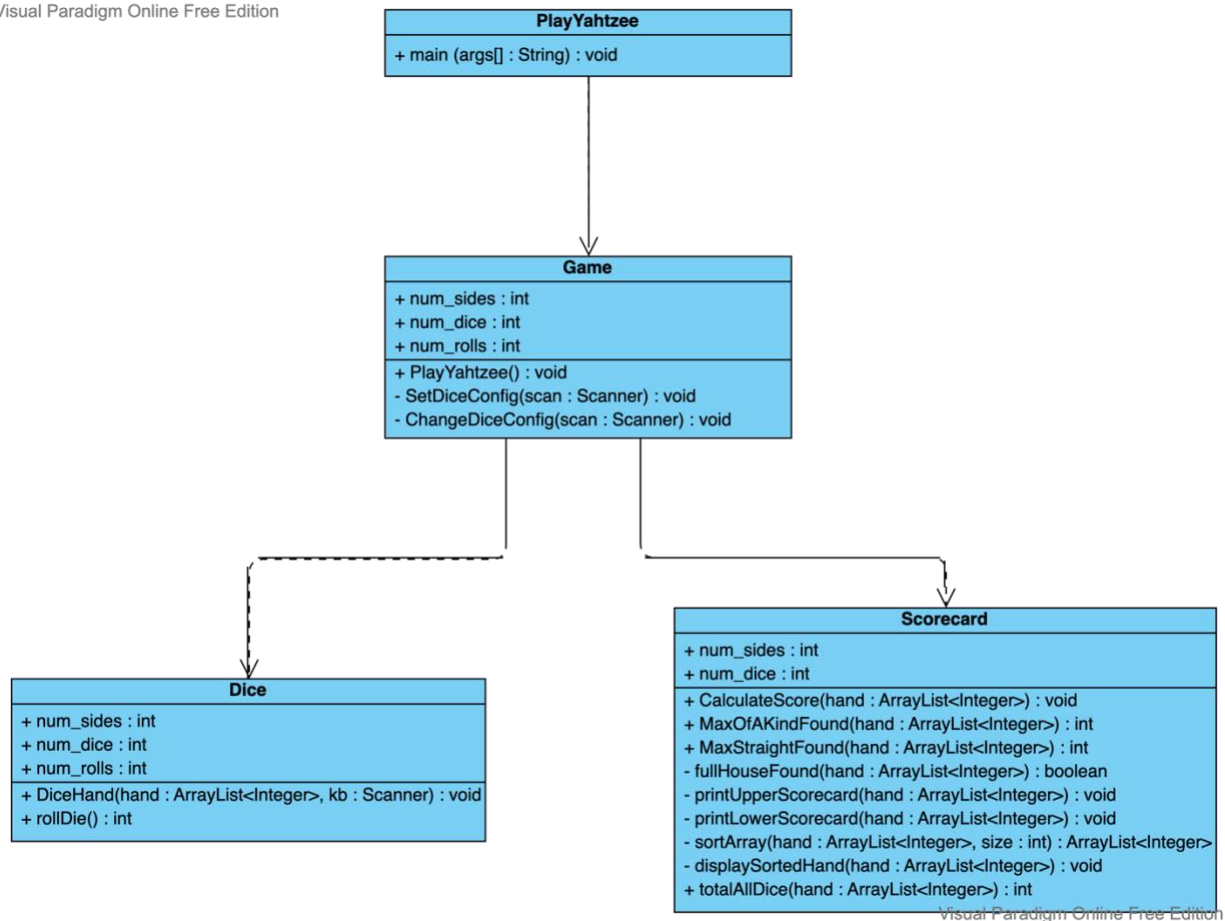 Visual Paradigm Online Free Edition
PlayYahtzee
+ main (args[] : String) : void
Game
+ num_sides : int
+ num_dice : int
+ num_rolls : int
+ PlayYahtzee() : void
- SetDiceConfig(scan : Scanner) : void
- ChangeDiceConfig(scan : Scanner) : void
Dice
+ num_sides : int
+ num_dice : int
+ num_rolls : int
+ DiceHand(hand : ArrayList<Integer>, kb : Scanner) : void
+ rollDie() : int
Scorecard
+ num_sides : int
+ num_dice : int
+ CalculateScore(hand : ArrayList<Integer>) : void
+ MaxOfAKindFound(hand : ArrayList<Integer>) : int
+ MaxStraightFound(hand : ArrayList<Integer>) : int
- fullHouseFound(hand : ArrayList<Integer>) : boolean
- printUpperScorecard(hand : ArrayList<Integer>) : void
- printLowerScorecard(hand : ArrayList<Integer>) : void
- sortArray(hand : ArrayList<Integer>, size : int) : ArrayList<Integer>
- displaySortedHand(hand : ArrayList<Integer>) : void
+ totalAllDice(hand : ArrayList<Integer>) : int
Visual Paradigm Online Free Edition